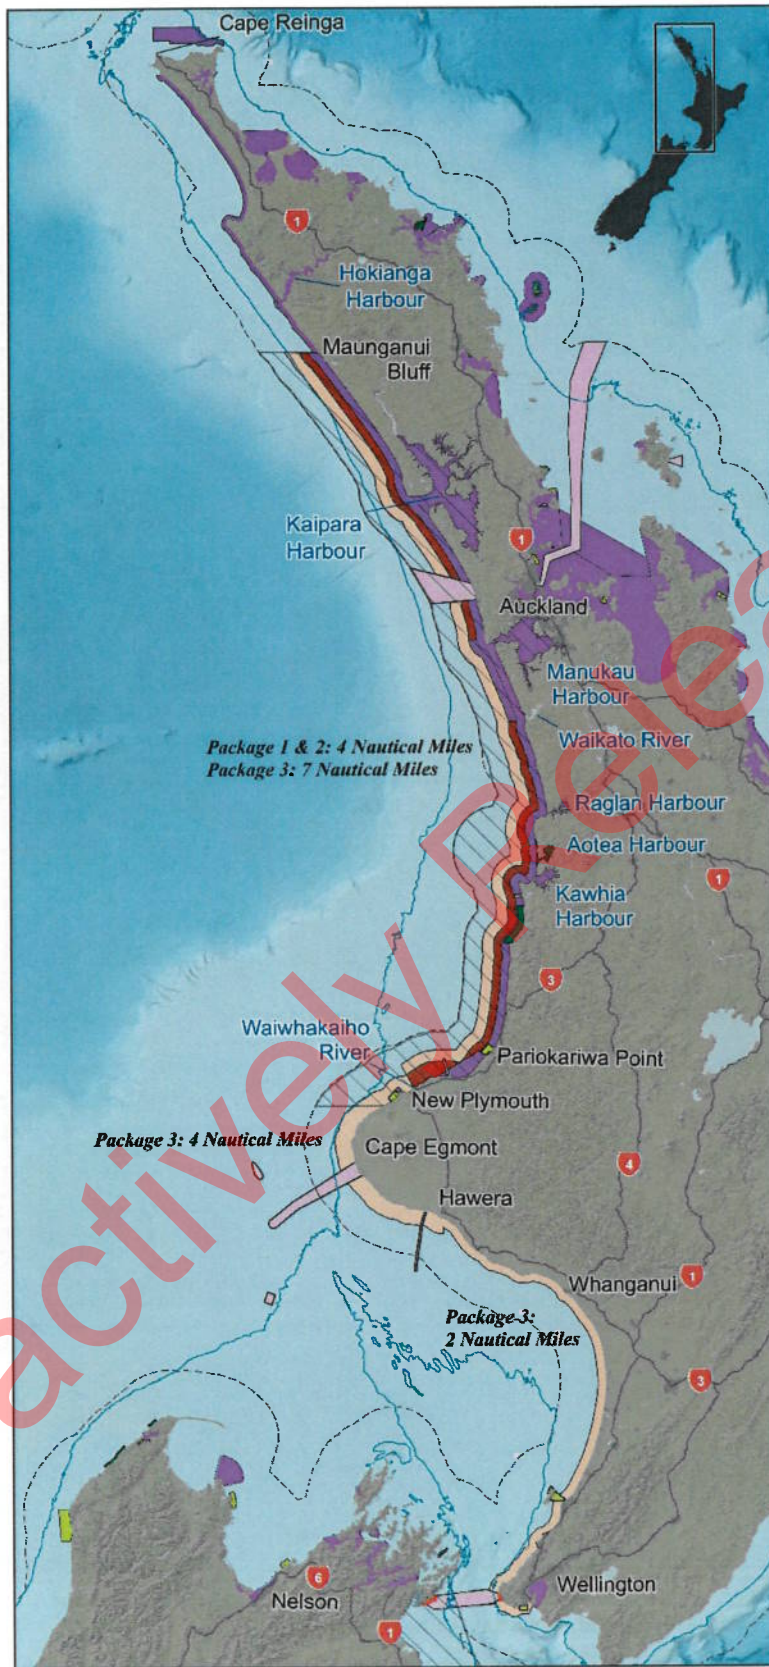 Cape Reinga
1
Hokianga
Harbour
Maunganui
Bluff
Kaipara
Harbour
1
Auckland
Manukau
Harbour
Package 1 & 2: 4 Nautical Miles
Package 3: 7 Nautical Miles
Waikato River
Raglan Harbour
Aotea Harbour
1
Kawhia
Harbour
3
Waiwhakaiho
River
Pariokariwa Point
New Plymouth
Package 3: 4 Nautical Miles
Cape Egmont
4
Hawera
Whanganui
1
Package 3:
2 Nautical Miles
3
6
Nelson
Wellington
1
actively Relea